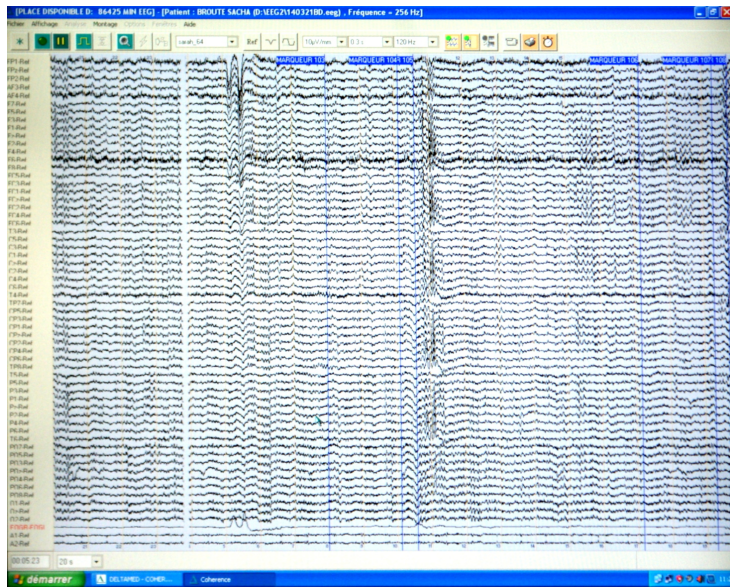 [PLACE DISPONIBLE D: 86425 MIN EEG] - [Patient : BROUTE SACHA (D:\EEG2\140321BD.eeg) , Fréquence = 256 Hz]
Fichier Affichage Analyse Montage Options Fenêtres Aide
sarah_64 Ref 10µV/mm 0.3 s 120 Hz
MARQUEUR 103 MARQUEUR 104 105 MARQUEUR 106 MARQUEUR 107 108
FP1-Ref
FPz-Ref
FP2-Ref
AF3-Ref
AF4-Ref
F7-Ref
F5-Ref
F3-Ref
F1-Ref
Fz-Ref
F2-Ref
F4-Ref
F6-Ref
F8-Ref
FC5-Ref
FC3-Ref
FC1-Ref
FCz-Ref
FC2-Ref
FC4-Ref
FC6-Ref
T3-Ref
C5-Ref
C3-Ref
C1-Ref
Cz-Ref
C2-Ref
C4-Ref
C6-Ref
T4-Ref
TP7-Ref
CP5-Ref
CP3-Ref
CP1-Ref
CPz-Ref
CP2-Ref
CP4-Ref
CP6-Ref
TP8-Ref
T5-Ref
P5-Ref
P3-Ref
P1-Ref
Pz-Ref
P2-Ref
P4-Ref
P6-Ref
T6-Ref
PO7-Ref
PO5-Ref
PO3-Ref
POz-Ref
PO4-Ref
PO6-Ref
PO8-Ref
O1-Ref
Oz-Ref
O2-Ref
A1-Ref
A2-Ref
00:05:23 20 s
démarrer DELTAMED - COHER... Coherence